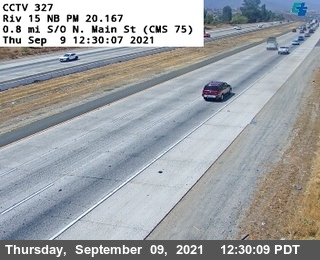 CCTV 327
Riv 15 NB PM 20.167
0.8 mi S/O N. Main St (CMS 75)
Thu Sep 9 12:30:07 2021
Thursday, September 09, 2021 12:30:09 PDT